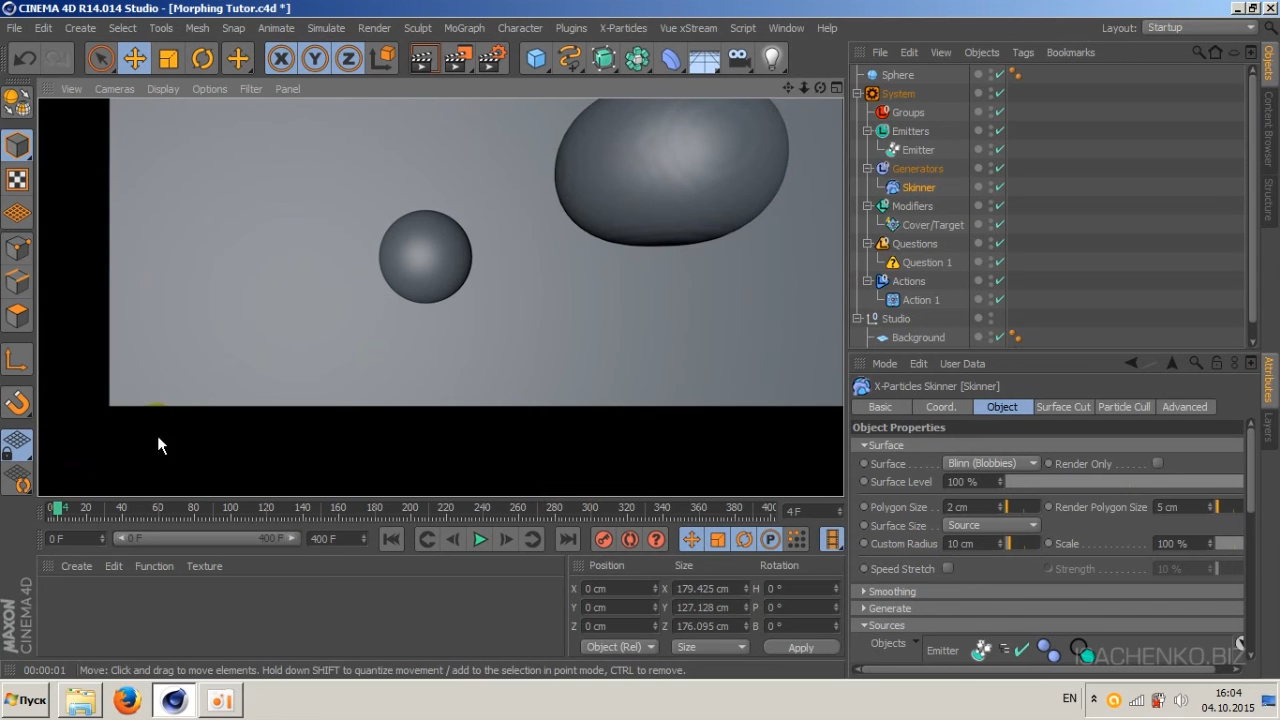 CINEMA 4D R14.014 Studio - [Morphing Tutor.c4d *]
File Edit Create Select Tools Mesh Snap Animate Simulate Render Sculpt MoGraph Character Plugins X-Particles Vue xStream Script Window Help Layout: Startup
X Y Z
File Edit View Objects Tags Bookmarks
View Cameras Display Options Filter Panel
Sphere
System
Groups
Emitters
Emitter
Generators
Skinner
Modifiers
Cover/Target
Questions
Question 1
Actions
Action 1
Studio
Background
Objects
Content Browser
Structure
Mode Edit User Data
X-Particles Skinner [Skinner]
Basic Coord. Object Surface Cut Particle Cull Advanced
Object Properties
Surface
Surface . . . . . . Blinn (Blobbies) Render Only . . . . . .
Surface Level 100 %
Polygon Size . 2 cm Render Polygon Size 5 cm
Surface Size . Source
Custom Radius 10 cm Scale. . . . . . . . . . . . 100 %
Speed Stretch Strength . . . . . . . . . 10 %
Smoothing
Generate
Sources
Objects Emitter
TKACHENKO.BIZ
Attributes
Layers
0 4 20 40 60 80 100 120 140 160 180 200 220 240 260 280 300 320 340 360 380 400 4 F
0 F 0 F 400 F 400 F
P
Create Edit Function Texture
Position Size Rotation
X 0 cm X 179.425 cm H 0 °
Y 0 cm Y 127.128 cm P 0 °
Z 0 cm Z 176.095 cm B 0 °
Object (Rel) Size Apply
MAXON
CINEMA 4D
00:00:01 Move: Click and drag to move elements. Hold down SHIFT to quantize movement / add to the selection in point mode, CTRL to remove.
Пуск
EN
16:04
04.10.2015